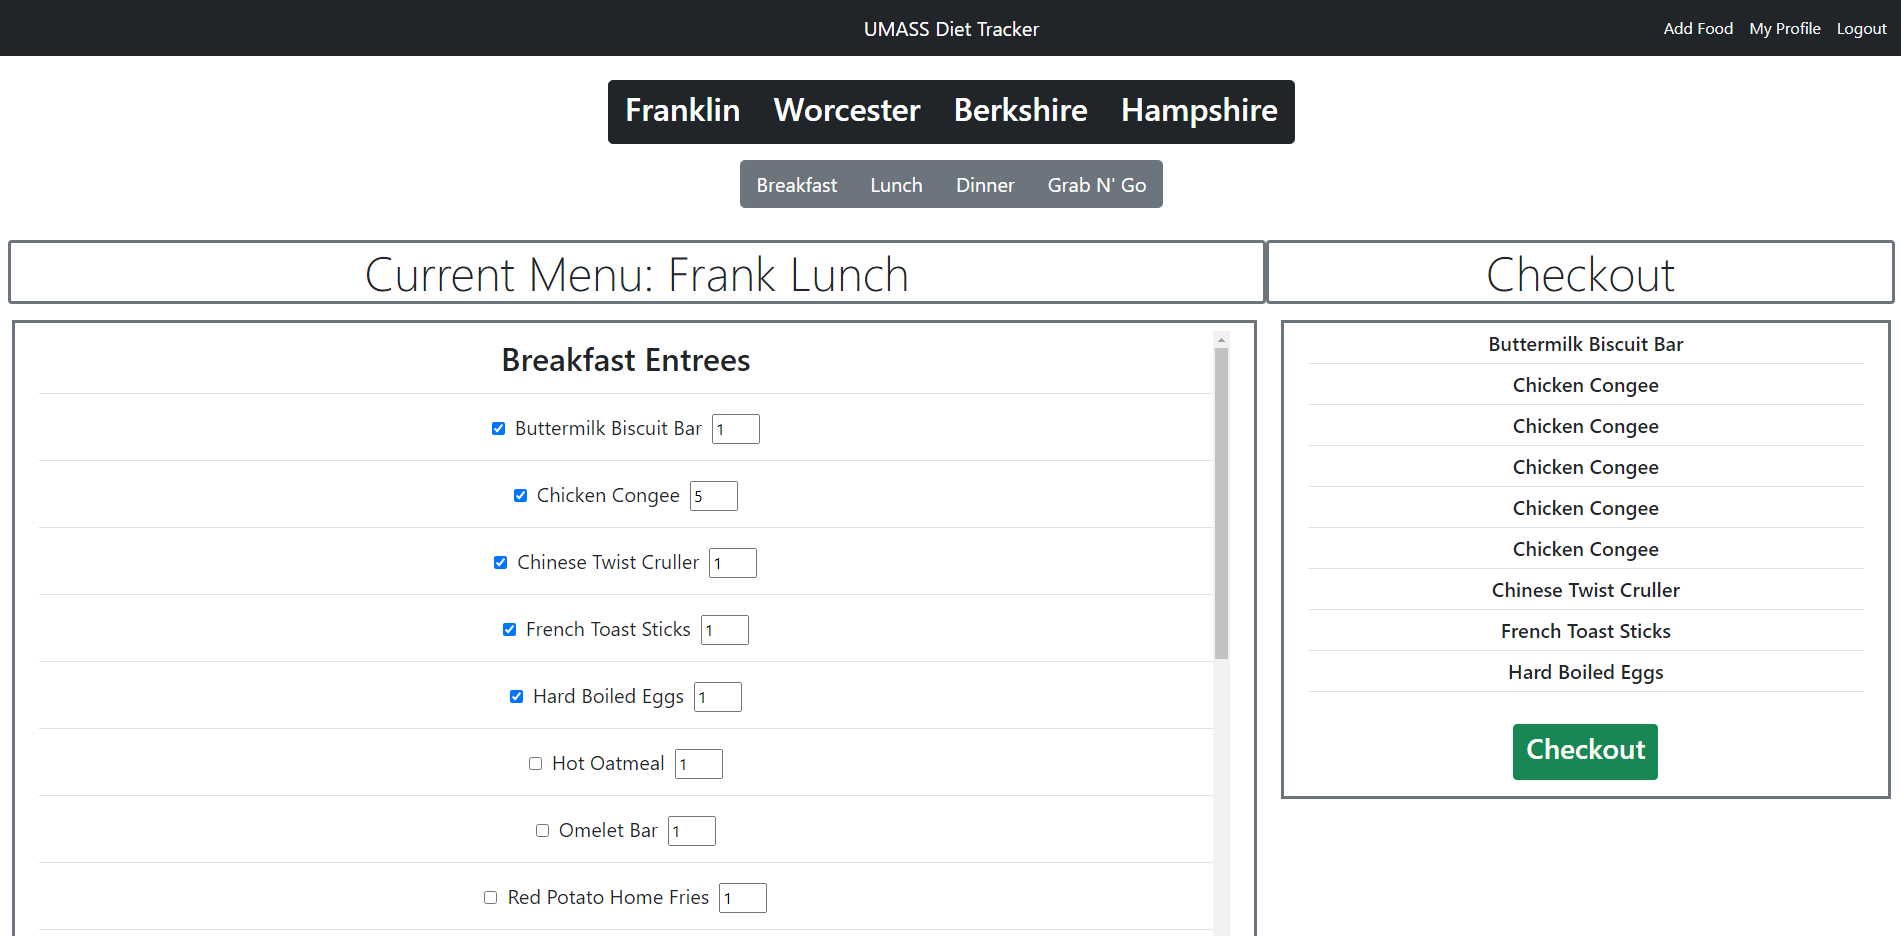 UMASS Diet Tracker
Add Food My Profile Logout
Franklin Worcester Berkshire Hampshire
Breakfast Lunch Dinner Grab N' Go
Current Menu: Frank Lunch
Breakfast Entrees
Buttermilk Biscuit Bar 1
Chicken Congee 5
Chinese Twist Cruller 1
French Toast Sticks 1
Hard Boiled Eggs 1
Hot Oatmeal 1
Omelet Bar 1
Red Potato Home Fries 1
Checkout
Buttermilk Biscuit Bar
Chicken Congee
Chicken Congee
Chicken Congee
Chicken Congee
Chicken Congee
Chinese Twist Cruller
French Toast Sticks
Hard Boiled Eggs
Checkout